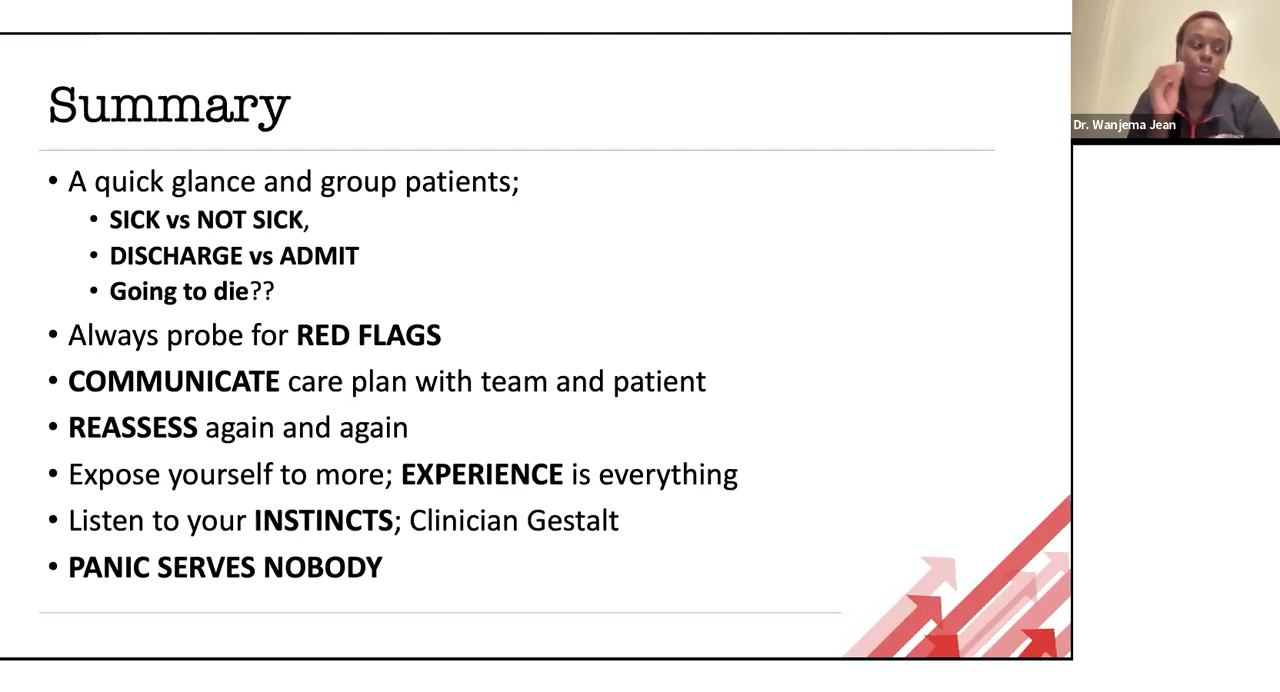 Summary
• A quick glance and group patients;
• SICK vs NOT SICK,
• DISCHARGE vs ADMIT
• Going to die??
• Always probe for RED FLAGS
• COMMUNICATE care plan with team and patient
• REASSESS again and again
• Expose yourself to more; EXPERIENCE is everything
• Listen to your INSTINCTS; Clinician Gestalt
• PANIC SERVES NOBODY
Dr. Wanjema Jean